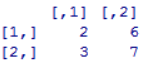 [,1] [,2]
[1,] 2 6
[2,] 3 7